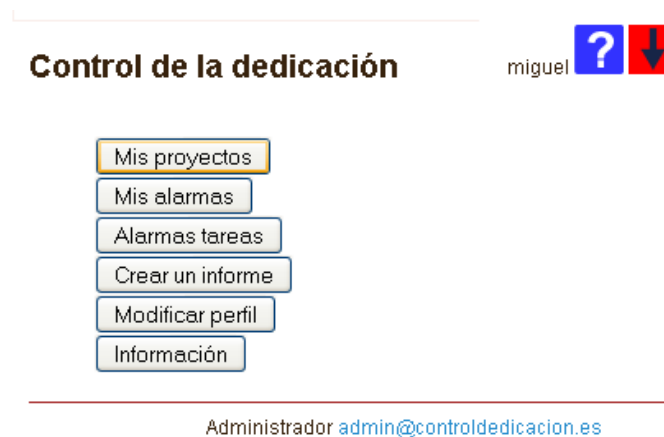 Control de la dedicación
miguel ?
Mis proyectos
Mis alarmas
Alarmas tareas
Crear un informe
Modificar perfil
Información
Administrador admin@controldedicacion.es